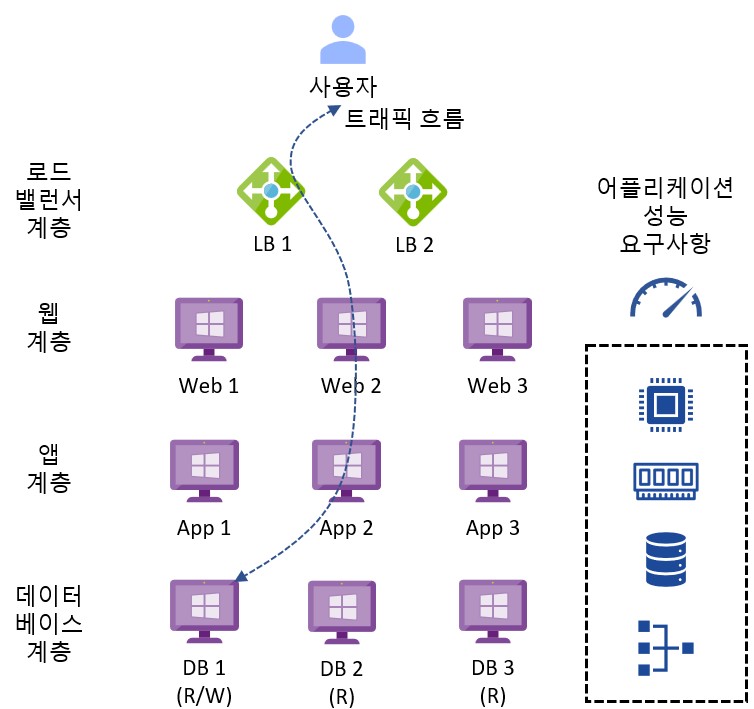 사용자
트래픽 흐름
로드
밸런서
계층
LB 1
LB 2
어플리케이션
성능
요구사항
웹
계층
Web 1
Web 2
Web 3
앱
계층
App 1
App 2
App 3
데이터
베이스
계층
DB 1
(R/W)
DB 2
(R)
DB 3
(R)